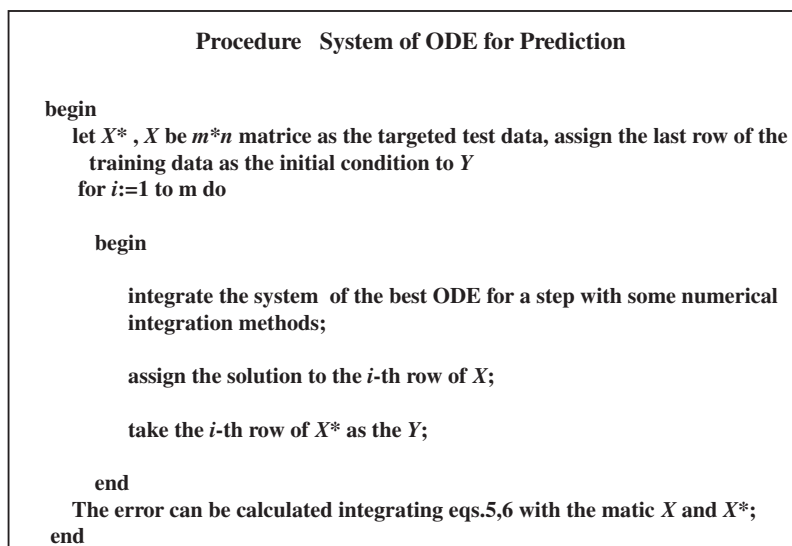 Procedure System of ODE for Prediction
begin
let X* , X be m*n matrice as the targeted test data, assign the last row of the
training data as the initial condition to Y
for i:=1 to m do
begin
integrate the system of the best ODE for a step with some numerical
integration methods;
assign the solution to the i-th row of X;
take the i-th row of X* as the Y;
end
The error can be calculated integrating eqs.5,6 with the matic X and X*;
end